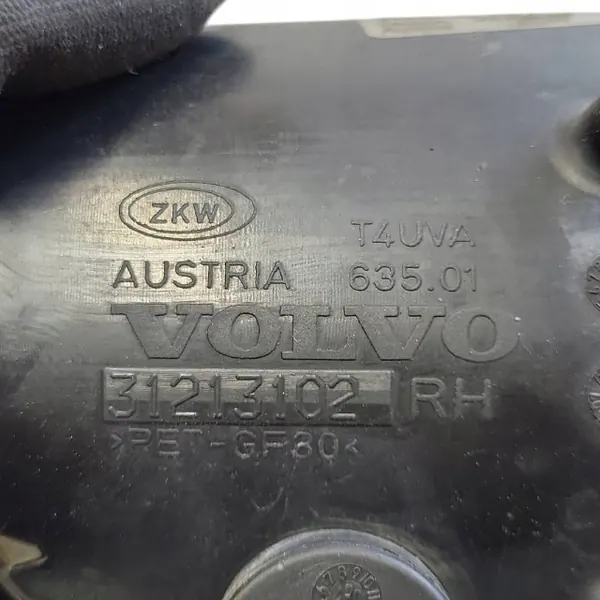 ZKW
T4UVA
AUSTRIA 635.01
VOLVO
31213102 RH
>PET-GF30<